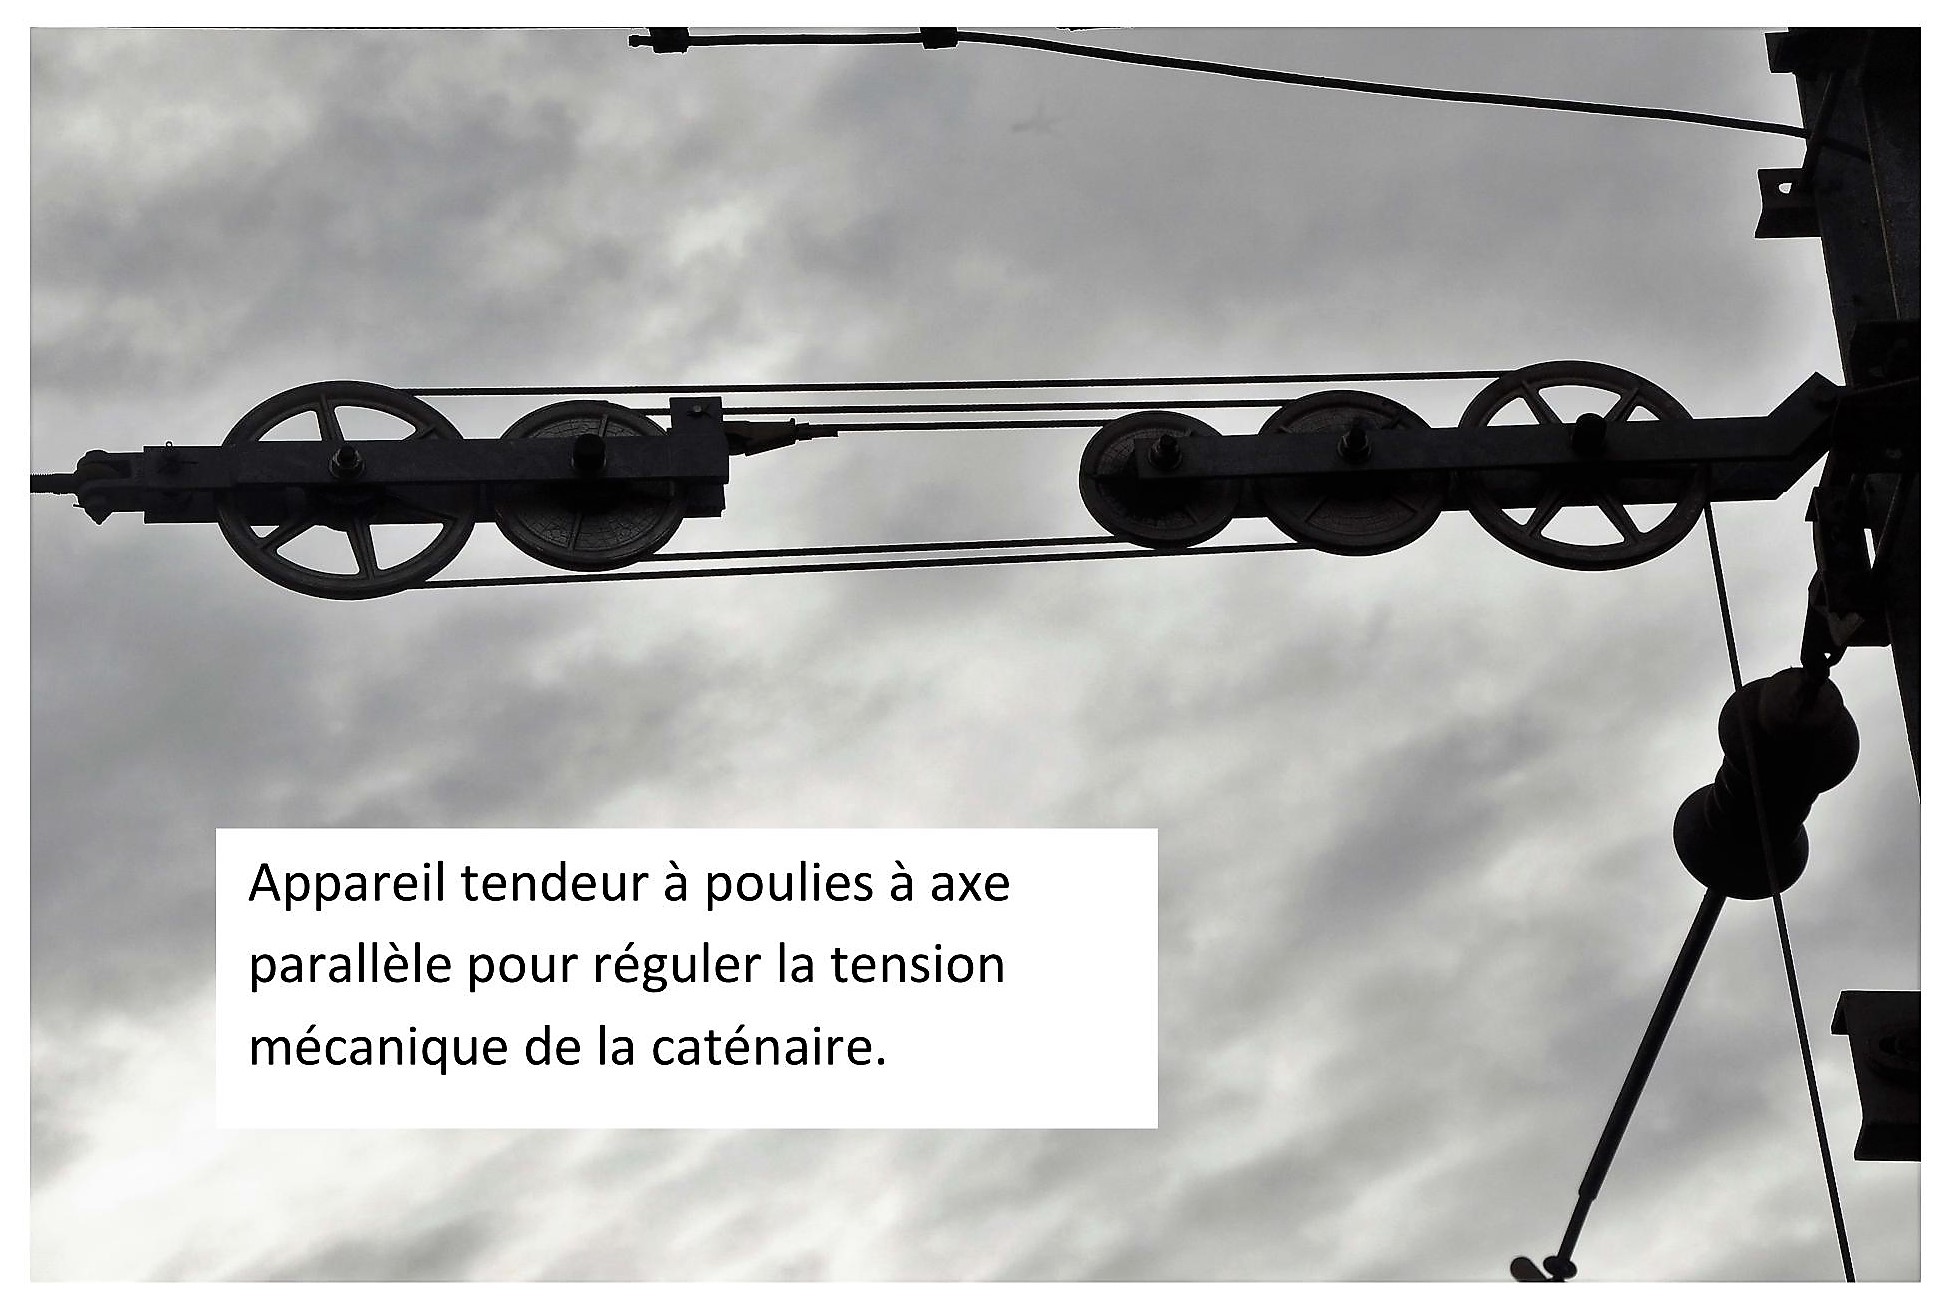 Appareil tendeur à poulies à axe
parallèle pour réguler la tension
mécanique de la caténaire.